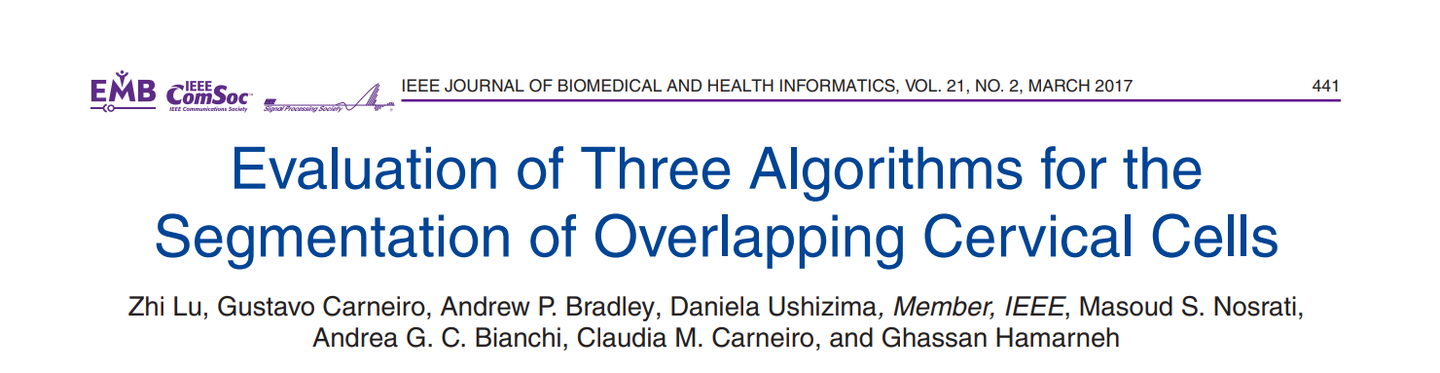 EMB IEEE ComSoc™ IEEE Communications Society Signal Processing Society ® IEEE JOURNAL OF BIOMEDICAL AND HEALTH INFORMATICS, VOL. 21, NO. 2, MARCH 2017 441
Evaluation of Three Algorithms for the
Segmentation of Overlapping Cervical Cells
Zhi Lu, Gustavo Carneiro, Andrew P. Bradley, Daniela Ushizima, Member, IEEE, Masoud S. Nosrati,
Andrea G. C. Bianchi, Claudia M. Carneiro, and Ghassan Hamarneh